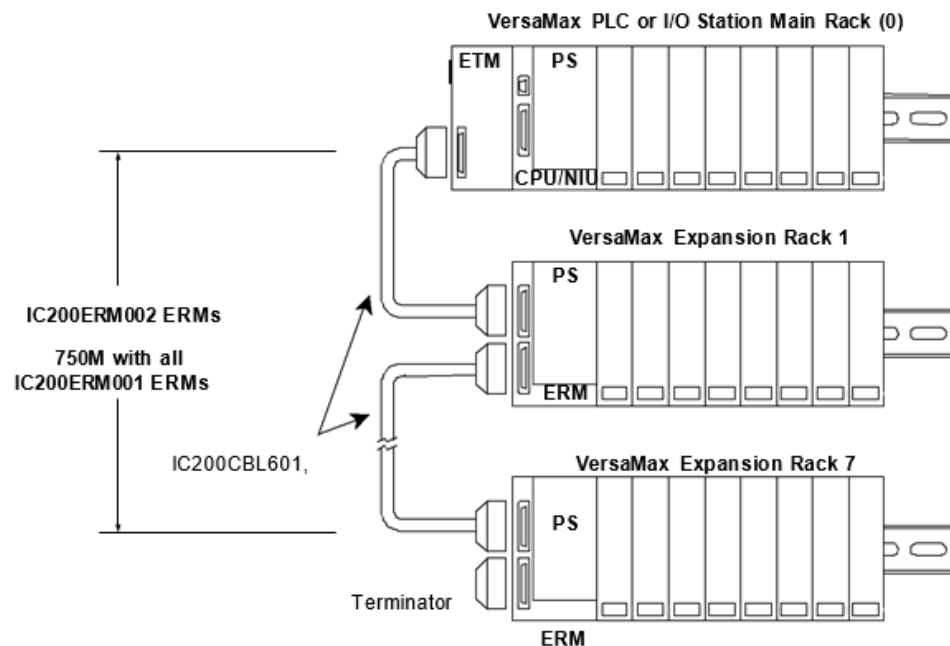 VersaMax PLC or I/O Station Main Rack (0)
ETM
PS
CPU/NIU
VersaMax Expansion Rack 1
PS
IC200ERM002 ERMs
750M with all
IC200ERM001 ERMs
ERM
IC200CBL601,
VersaMax Expansion Rack 7
PS
Terminator
ERM